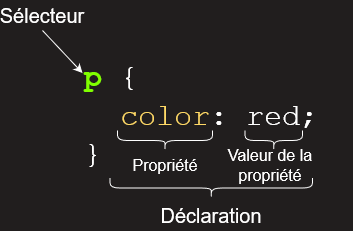 Sélecteur
p {
color: red;
}
Propriété
Valeur de la
propriété
Déclaration